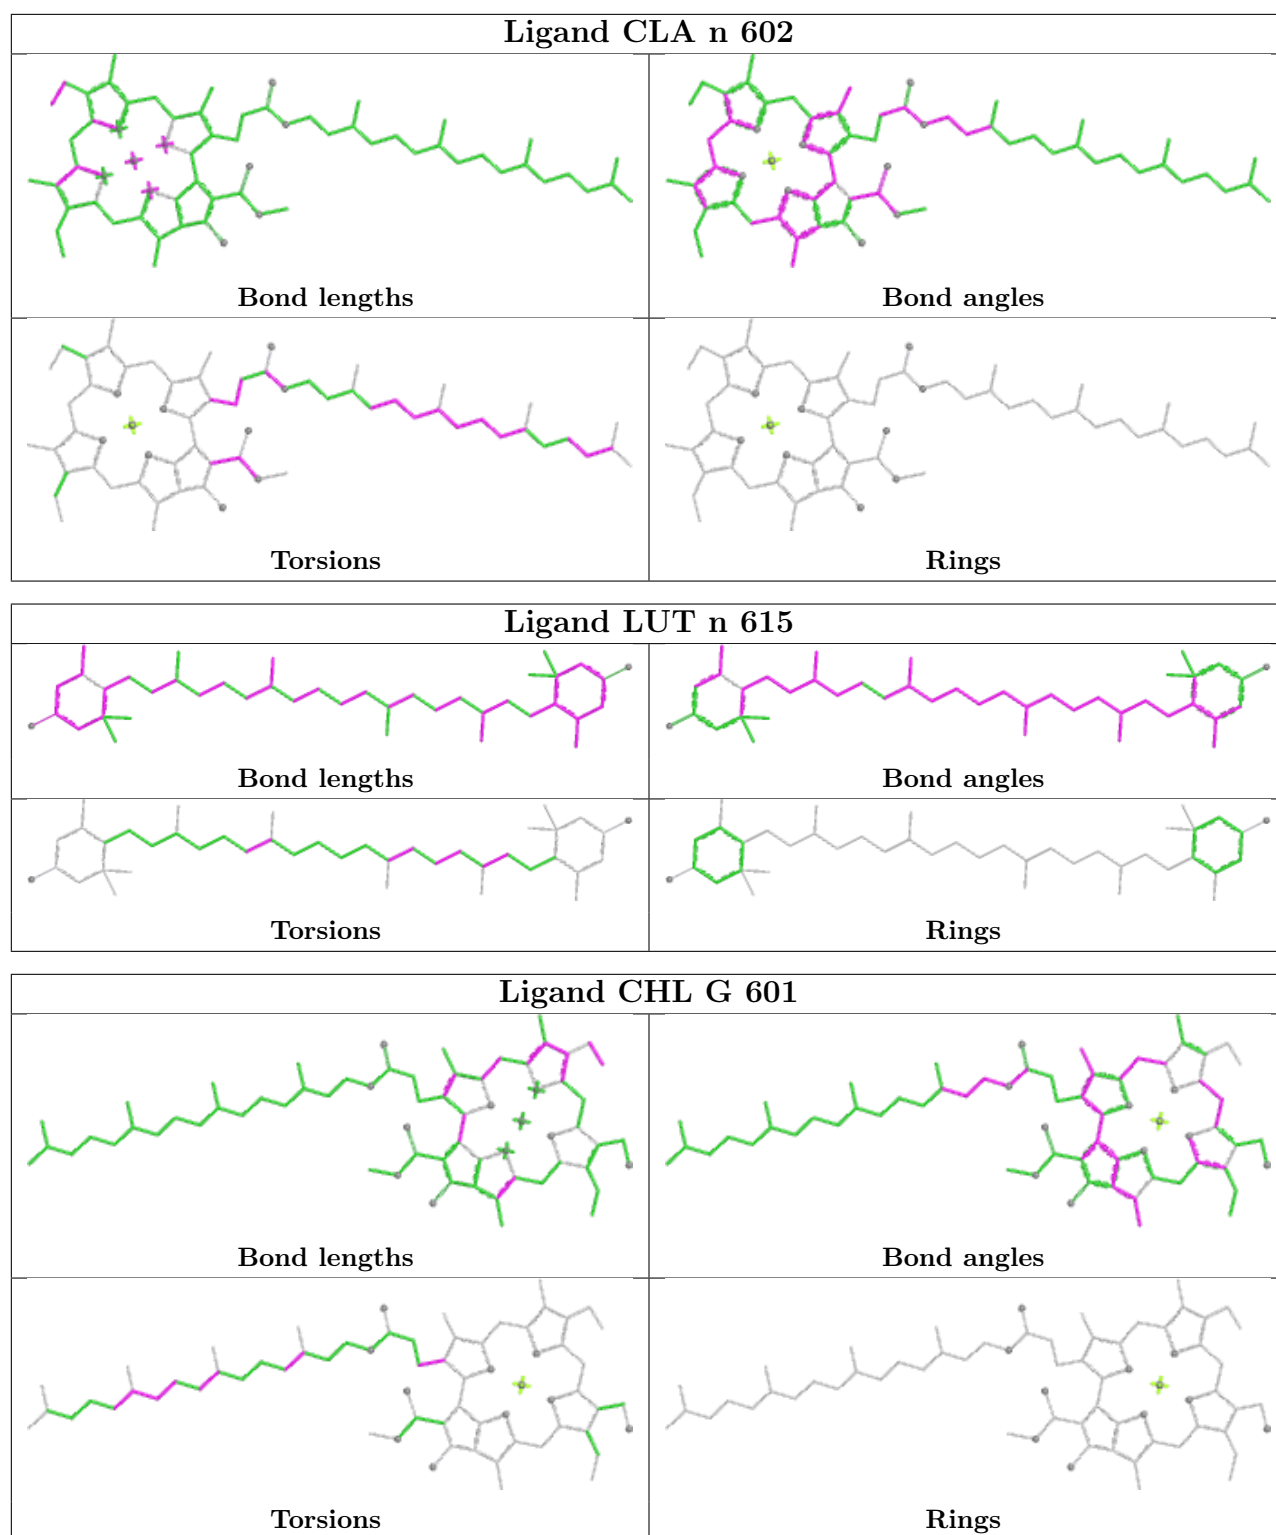 Ligand CLA n 602
Bond lengths
Bond angles
Torsions
Rings
Ligand LUT n 615
Bond lengths
Bond angles
Torsions
Rings
Ligand CHL G 601
Bond lengths
Bond angles
Torsions
Rings